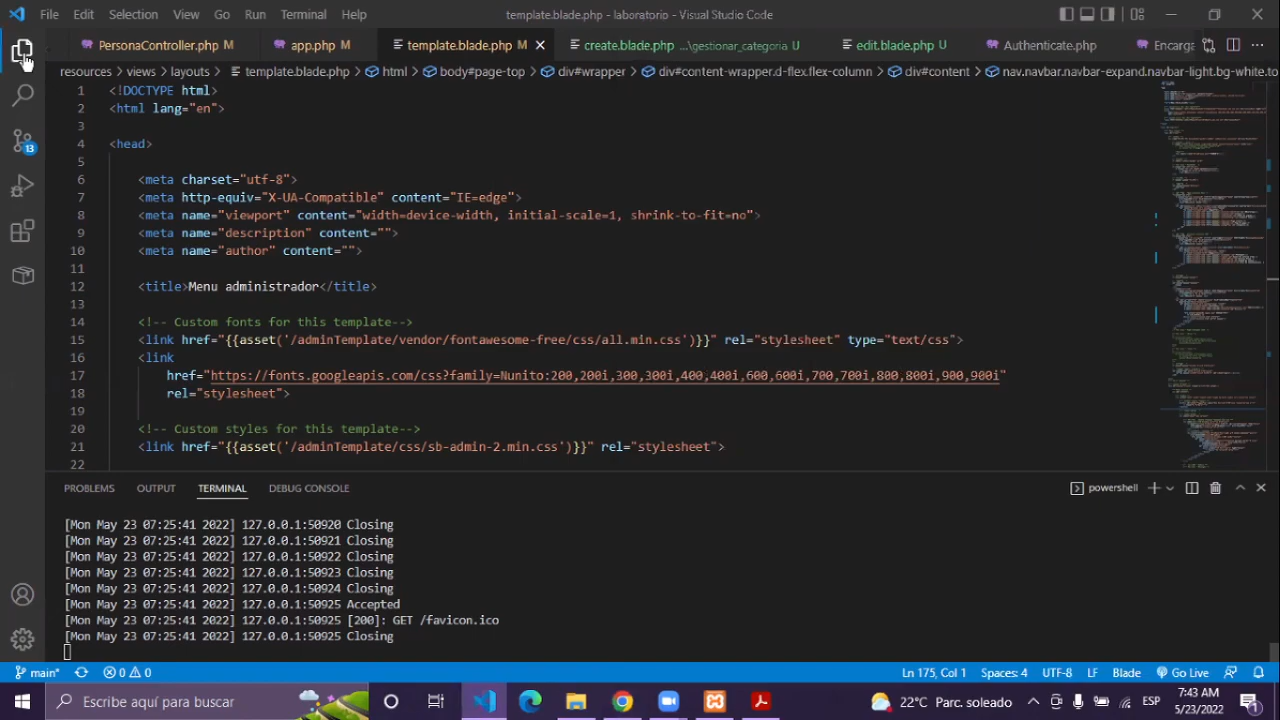 File Edit Selection View Go Run Terminal Help template.blade.php - laboratorio - Visual Studio Code
PersonaController.php M app.php M template.blade.php M create.blade.php ...\gestionar_categoria U edit.blade.php U Authenticate.php Encarga
resources > views > layouts > template.blade.php > html > body#page-top > div#wrapper > div#content-wrapper.d-flex.flex-column > div#content > nav.navbar.navbar-expand.navbar-light.bg-white.to
1 <!DOCTYPE html>
2 <html lang="en">
3
4 <head>
5
6 <meta charset="utf-8">
7 <meta http-equiv="X-UA-Compatible" content="IE=edge">
8 <meta name="viewport" content="width=device-width, initial-scale=1, shrink-to-fit=no">
9 <meta name="description" content="">
10 <meta name="author" content="">
11
12 <title>Menu administrador</title>
13
14 <!-- Custom fonts for this template-->
15 <link href="{{asset('/adminTemplate/vendor/fontawesome-free/css/all.min.css')}}" rel="stylesheet" type="text/css">
16 <link
17 href="https://fonts.googleapis.com/css?family=Nunito:200,200i,300,300i,400,400i,600,600i,700,700i,800,800i,900,900i"
18 rel="stylesheet">
19
20 <!-- Custom styles for this template-->
21 <link href="{{asset('/adminTemplate/css/sb-admin-2.min.css')}}" rel="stylesheet">
22
PROBLEMS OUTPUT TERMINAL DEBUG CONSOLE powershell
[Mon May 23 07:25:41 2022] 127.0.0.1:50920 Closing
[Mon May 23 07:25:41 2022] 127.0.0.1:50921 Closing
[Mon May 23 07:25:41 2022] 127.0.0.1:50922 Closing
[Mon May 23 07:25:41 2022] 127.0.0.1:50923 Closing
[Mon May 23 07:25:41 2022] 127.0.0.1:50924 Closing
[Mon May 23 07:25:41 2022] 127.0.0.1:50925 Accepted
[Mon May 23 07:25:41 2022] 127.0.0.1:50925 [200]: GET /favicon.ico
[Mon May 23 07:25:41 2022] 127.0.0.1:50925 Closing
13
main* 0 0 Ln 175, Col 1 Spaces: 4 UTF-8 LF Blade Go Live
Escribe aquí para buscar 22°C Parc. soleado ESP 7:43 AM
5/23/2022 1